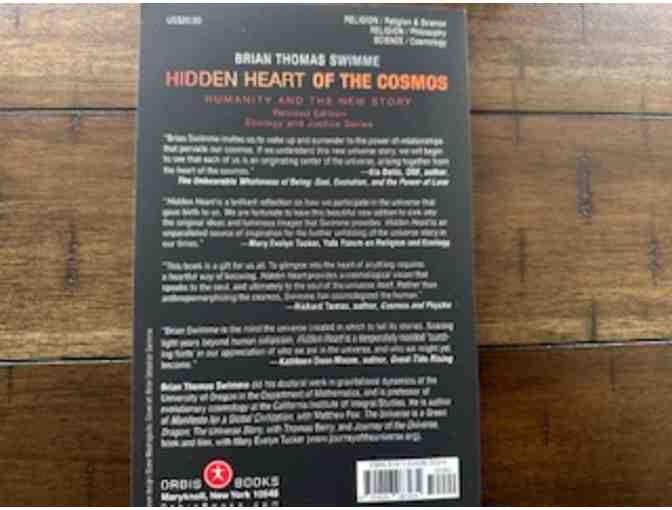 US$20.00
RELIGION / Religion & Science
RELIGION / Philosophy
SCIENCE / Cosmology
BRIAN THOMAS SWIMME
HIDDEN HEART OF THE COSMOS
HUMANITY AND THE NEW STORY
Revised Edition
Ecology and Justice Series
"Brian Swimme invites us to wake up and surrender to the power of relationships
that pervade our cosmos. If we understand this new universe story, we will begin
to see that each of us is an originating center of the universe, arising together from
the heart of the cosmos." —Ilia Delio, OSF, author,
The Unbearable Wholeness of Being: God, Evolution, and the Power of Love
"Hidden Heart is a brilliant reflection on how we participate in the universe that
gave birth to us. We are fortunate to have this beautiful new edition to sink into
the original ideas and luminous images that Swimme provides. Hidden Heart is an
unparalleled source of inspiration for the further unfolding of the universe story in
our times." —Mary Evelyn Tucker, Yale Forum on Religion and Ecology
"This book is a gift for us all. To glimpse into the heart of anything requires
a heartful way of knowing. Hidden Heart provides a cosmological vision that
speaks to the soul, and ultimately to the soul of the universe itself. Rather than
anthropomorphizing the cosmos, Swimme has cosmologized the human."
—Richard Tarnas, author, Cosmos and Psyche
"Brian Swimme is the mind the universe created in which to tell its stories. Soaring
light years beyond human solipsism, Hidden Heart is a desperately needed
in our appreciation of who we are in the universe, and who we might yet
become." —Kathleen Dean Moore, author, Great Tide Rising
Brian Thomas Swimme did his doctoral work in gravitational dynamics at the
University of Oregon in the Department of Mathematics, and is professor of
evolutionary cosmology at the California Institute of Integral Studies. He is author
of Manifesto for a Global Civilization, with Matthew Fox; The Universe Is a Green
Dragon; The Universe Story, with Thomas Berry; and Journey of the Universe,
book and film, with Mary Evelyn Tucker (www.journeyoftheuniverse.org).
ORBIS BOOKS
Maryknoll, New York 10545